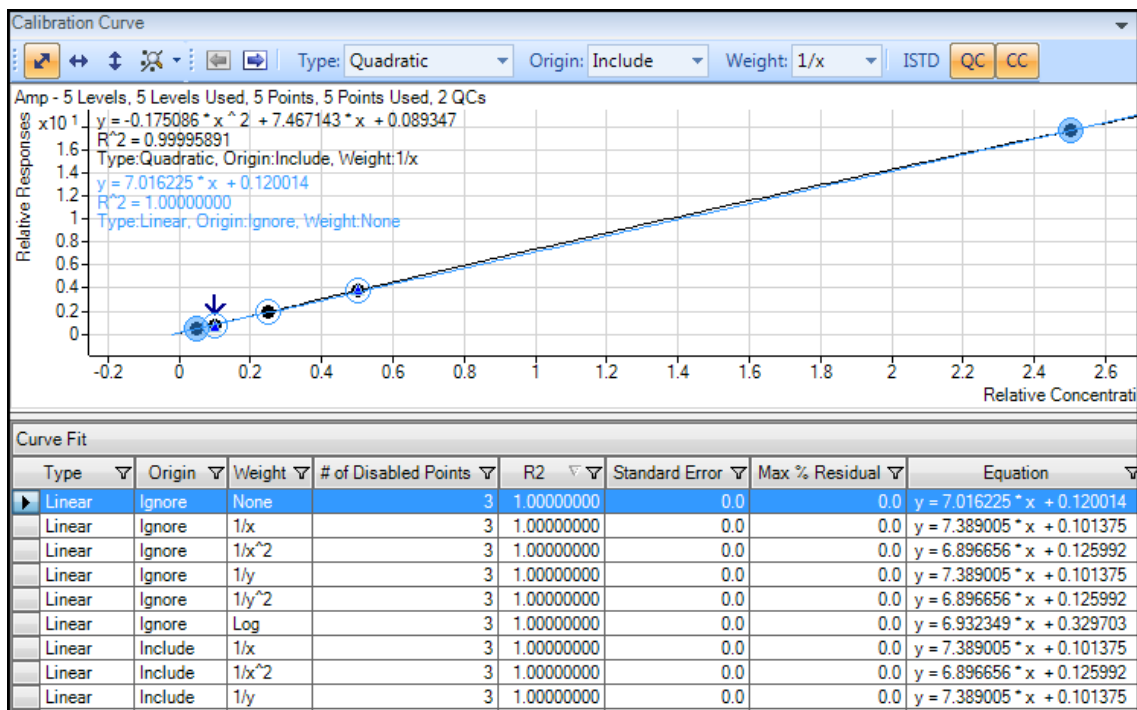 Calibration Curve
Type: Quadratic Origin: Include Weight: 1/x ISTD QC CC
Amp - 5 Levels, 5 Levels Used, 5 Points, 5 Points Used, 2 QCs
Relative Responses
x10 1
y = -0.175086 * x ^ 2 + 7.467143 * x + 0.089347
R^2 = 0.99995891
Type:Quadratic, Origin:Include, Weight:1/x
y = 7.016225 * x + 0.120014
R^2 = 1.00000000
Type:Linear, Origin:Ignore, Weight:None
1.6
1.4
1.2
1
0.8
0.6
0.4
0.2
0
-0.2 0 0.2 0.4 0.6 0.8 1 1.2 1.4 1.6 1.8 2 2.2 2.4 2.6
Relative Concentrati
Curve Fit
Type Origin Weight # of Disabled Points R2 Standard Error Max % Residual Equation
Linear Ignore None 3 1.00000000 0.0 0.0 y = 7.016225 * x + 0.120014
Linear Ignore 1/x 3 1.00000000 0.0 0.0 y = 7.389005 * x + 0.101375
Linear Ignore 1/x^2 3 1.00000000 0.0 0.0 y = 6.896656 * x + 0.125992
Linear Ignore 1/y 3 1.00000000 0.0 0.0 y = 7.389005 * x + 0.101375
Linear Ignore 1/y^2 3 1.00000000 0.0 0.0 y = 6.896656 * x + 0.125992
Linear Ignore Log 3 1.00000000 0.0 0.0 y = 6.932349 * x + 0.329703
Linear Include 1/x 3 1.00000000 0.0 0.0 y = 7.389005 * x + 0.101375
Linear Include 1/x^2 3 1.00000000 0.0 0.0 y = 6.896656 * x + 0.125992
Linear Include 1/y 3 1.00000000 0.0 0.0 y = 7.389005 * x + 0.101375